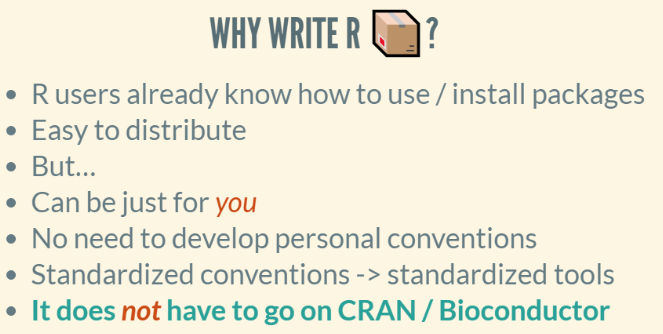 WHY WRITE R ?
R users already know how to use / install packages
Easy to distribute
But...
Can be just for you
No need to develop personal conventions
Standardized conventions -> standardized tools
It does not have to go on CRAN / Bioconductor